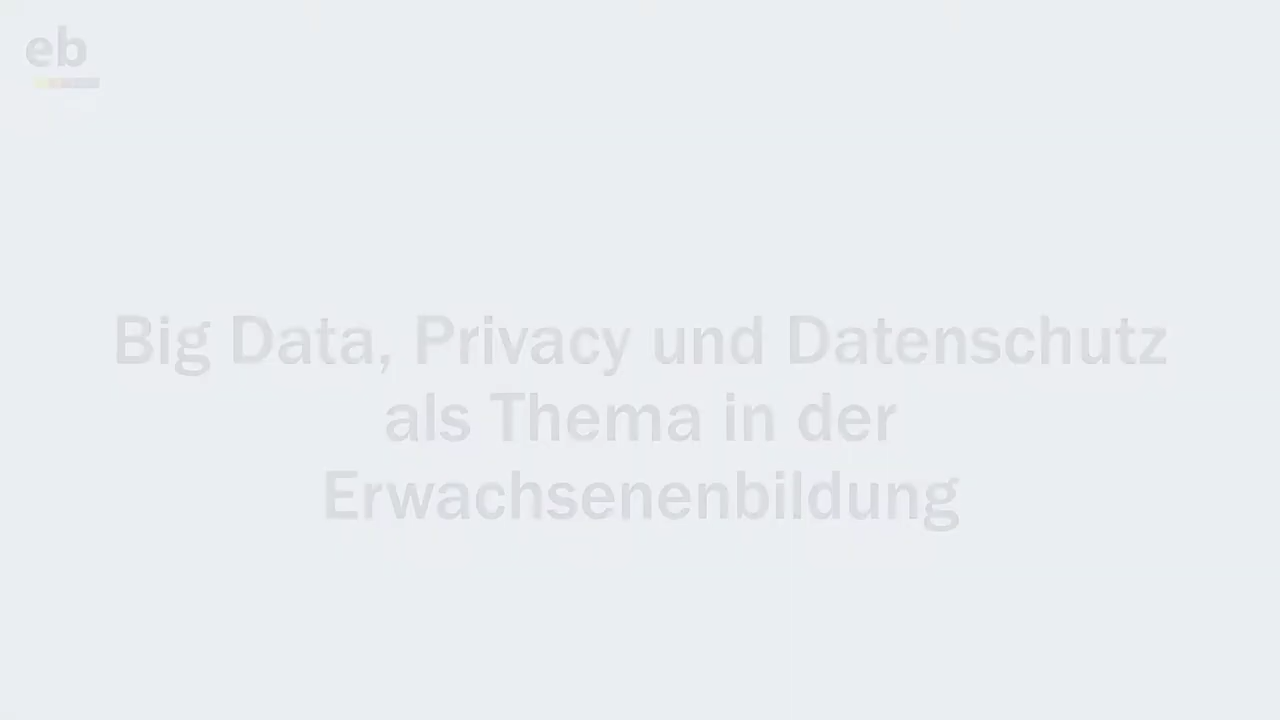 eb
Big Data, Privacy und Datenschutz
als Thema in der
Erwachsenenbildung